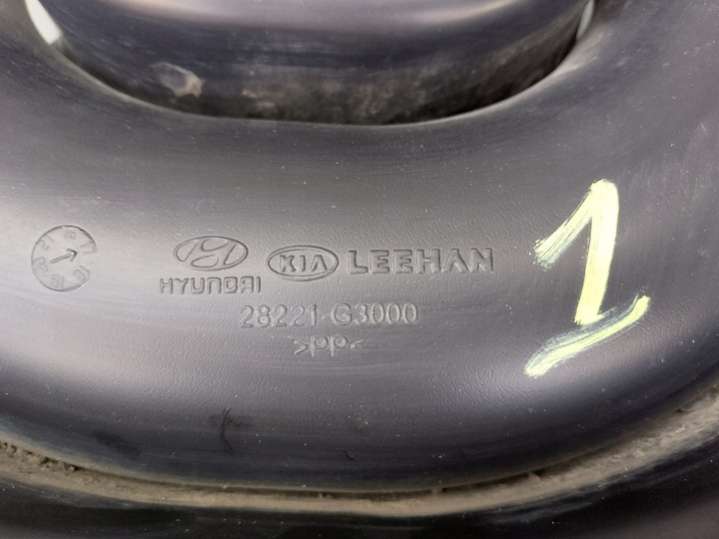 HYUNDAI KIA LEEHAN
28221-G3000
>PP<
1